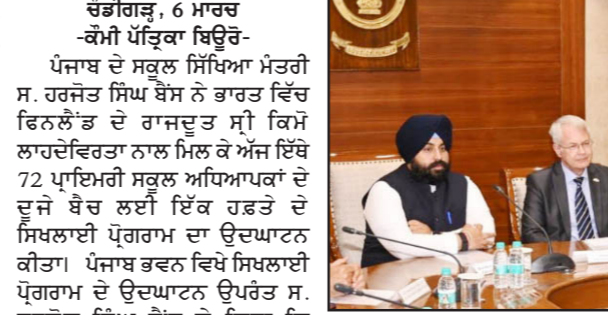 ਚੰਡੀਗੜ੍ਹ, 6 ਮਾਰਚ
-ਕੌਮੀ ਪੱਤ੍ਰਿਕਾ ਬਿਊਰੋ-
ਪੰਜਾਬ ਦੇ ਸਕੂਲ ਸਿੱਖਿਆ ਮੰਤਰੀ
ਸ. ਹਰਜੋਤ ਸਿੰਘ ਬੈਂਸ ਨੇ ਭਾਰਤ ਵਿੱਚ
ਫਿਨਲੈਂਡ ਦੇ ਰਾਜਦੂਤ ਸ੍ਰੀ ਕਿਮੋ
ਲਾਹਦੇਵਿਰਤਾ ਨਾਲ ਮਿਲ ਕੇ ਅੱਜ ਇੱਥੇ
72 ਪ੍ਰਾਇਮਰੀ ਸਕੂਲ ਅਧਿਆਪਕਾਂ ਦੇ
ਦੂਜੇ ਬੈਚ ਲਈ ਇੱਕ ਹਫ਼ਤੇ ਦੇ
ਸਿਖਲਾਈ ਪ੍ਰੋਗਰਾਮ ਦਾ ਉਦਘਾਟਨ
ਕੀਤਾ। ਪੰਜਾਬ ਭਵਨ ਵਿਖੇ ਸਿਖਲਾਈ
ਪ੍ਰੋਗਰਾਮ ਦੇ ਉਦਘਾਟਨ ਉਪਰੰਤ ਸ.